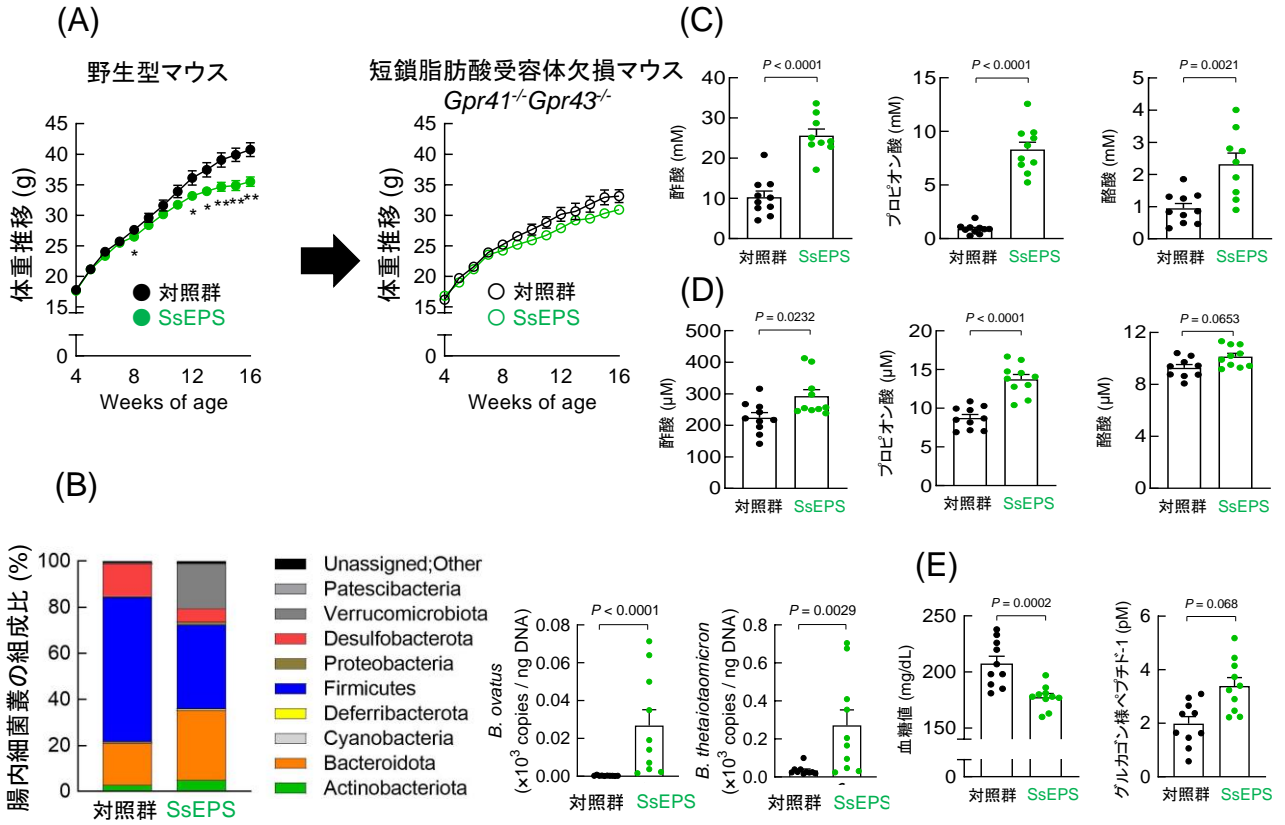 (A)
野生型マウス
体重推移 (g)
45
40
35
30
25
20
15
0
4
8
12
16
Weeks of age
*
*
*
**
**
**
対照群
SsEPS
短鎖脂肪酸受容体欠損マウス
Gpr41-/-Gpr43-/-
体重推移 (g)
45
40
35
30
25
20
15
0
4
8
12
16
Weeks of age
対照群
SsEPS
(B)
腸内細菌叢の組成比 (%)
100
80
60
40
20
0
対照群
SsEPS
Unassigned;Other
Patescibacteria
Verrucomicrobiota
Desulfobacterota
Proteobacteria
Firmicutes
Deferribacterota
Cyanobacteria
Bacteroidota
Actinobacteriota
P < 0.0001
B. ovatus
(×10³ copies / ng DNA)
0.08
0.06
0.04
0.02
0.00
対照群
SsEPS
P = 0.0029
B. thetaiotaomicron
(×10³ copies / ng DNA)
0.8
0.6
0.4
0.2
0.0
対照群
SsEPS
(C)
P < 0.0001
酢酸 (mM)
40
30
20
10
0
対照群
SsEPS
P < 0.0001
プロピオン酸 (mM)
15
10
5
0
対照群
SsEPS
P = 0.0021
酪酸 (mM)
5
4
3
2
1
0
対照群
SsEPS
(D)
P = 0.0232
酢酸 (μM)
500
400
300
200
100
0
対照群
SsEPS
P < 0.0001
プロピオン酸 (μM)
20
15
10
5
0
対照群
SsEPS
P = 0.0653
酪酸 (μM)
12
8
4
0
対照群
SsEPS
(E)
P = 0.0002
血糖値 (mg/dL)
250
200
150
0
対照群
SsEPS
P = 0.068
グルカゴン様ペプチド-1 (pM)
6
4
2
0
対照群
SsEPS